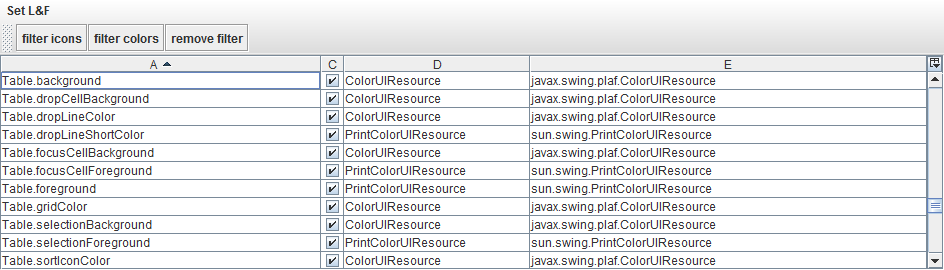 Set L&F
filter icons filter colors remove filter
A C D E
Table.background ColorUIResource javax.swing.plaf.ColorUIResource
Table.dropCellBackground ColorUIResource javax.swing.plaf.ColorUIResource
Table.dropLineColor ColorUIResource javax.swing.plaf.ColorUIResource
Table.dropLineShortColor PrintColorUIResource sun.swing.PrintColorUIResource
Table.focusCellBackground ColorUIResource javax.swing.plaf.ColorUIResource
Table.focusCellForeground PrintColorUIResource sun.swing.PrintColorUIResource
Table.foreground PrintColorUIResource sun.swing.PrintColorUIResource
Table.gridColor ColorUIResource javax.swing.plaf.ColorUIResource
Table.selectionBackground ColorUIResource javax.swing.plaf.ColorUIResource
Table.selectionForeground PrintColorUIResource sun.swing.PrintColorUIResource
Table.sortIconColor ColorUIResource javax.swing.plaf.ColorUIResource